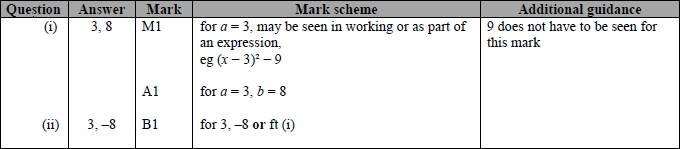 Question Answer Mark Mark scheme Additional guidance
(i) 3, 8 M1 for a = 3, may be seen in working or as part of 9 does not have to be seen for
an expression, this mark
eg (x – 3)² – 9
A1 for a = 3, b = 8
(ii) 3, –8 B1 for 3, –8 or ft (i)